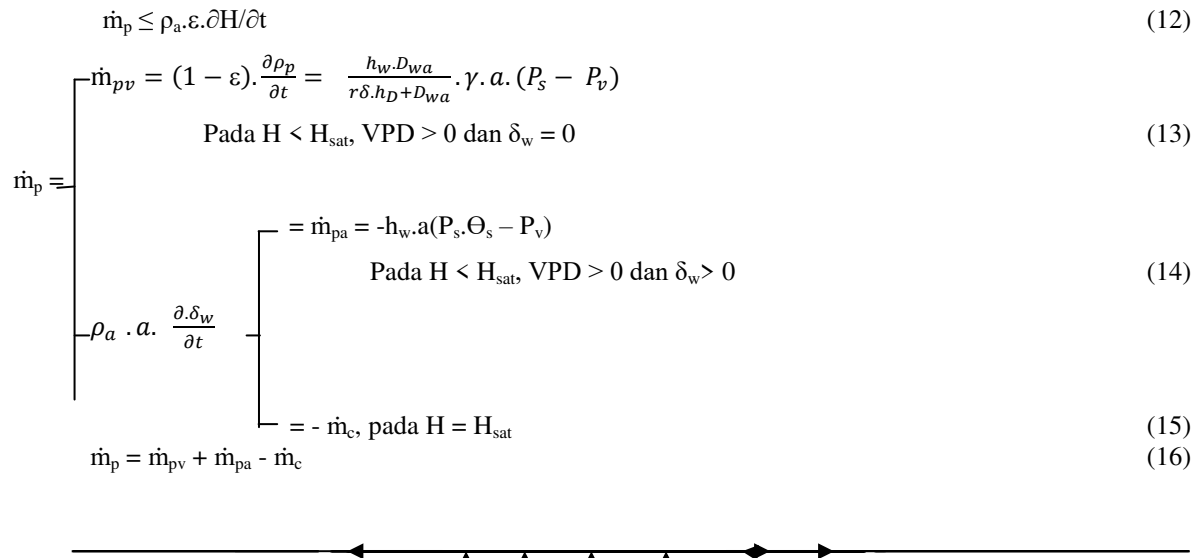 ṁp ≤ ρa.ε.∂H/∂t (12)
ṁpv = (1 − ε).∂ρp/∂t = hw.Dwa/rδ.hD+Dwa .γ.a.(Ps − Pv)
Pada H < Hsat, VPD > 0 dan δw = 0 (13)
ṁp =
= ṁpa = -hw.a(Ps.Ɵs – Pv)
Pada H < Hsat, VPD > 0 dan δw> 0 (14)
ρa .a. ∂.δw/∂t
= - ṁc, pada H = Hsat (15)
ṁp = ṁpv + ṁpa - ṁc (16)